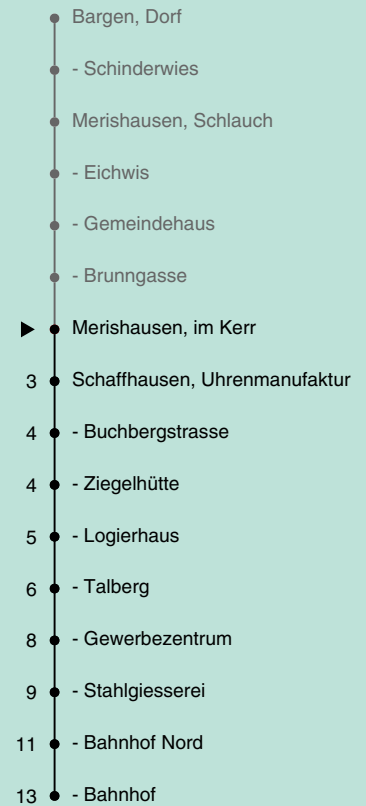 Bargen, Dorf
- Schinderwies
Merishausen, Schlauch
- Eichwis
- Gemeindehaus
- Brunngasse
Merishausen, im Kerr
3 Schaffhausen, Uhrenmanufaktur
4 - Buchbergstrasse
4 - Ziegelhütte
5 - Logierhaus
6 - Talberg
8 - Gewerbezentrum
9 - Stahlgiesserei
11 - Bahnhof Nord
13 - Bahnhof